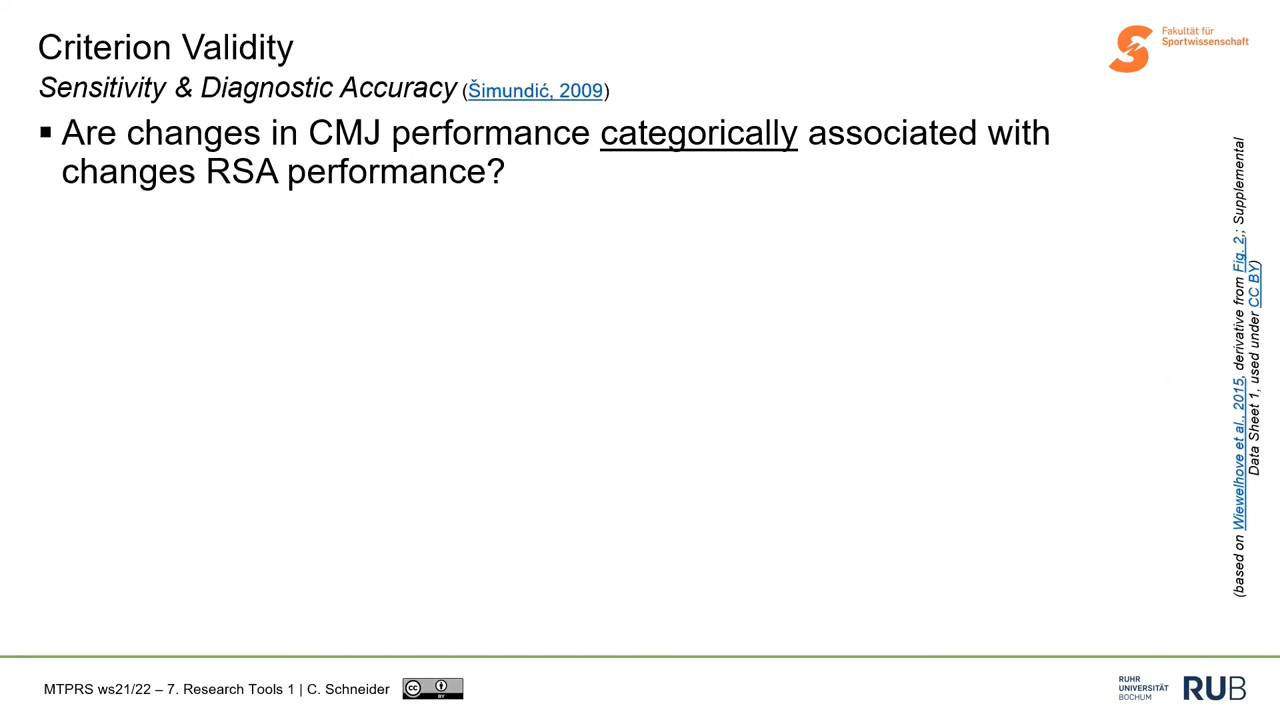 Criterion Validity
Sensitivity & Diagnostic Accuracy (Šimundić, 2009)
▪ Are changes in CMJ performance categorically associated with
changes RSA performance?
Fakultät für
Sportwissenschaft
(based on Wiewelhove et al., 2015, derivative from Fig. 2,; Supplemental
Data Sheet 1, used under CC BY)
MTPRS ws21/22 – 7. Research Tools 1 | C. Schneider
cc
BY
RUHR
UNIVERSITÄT
BOCHUM
RUB